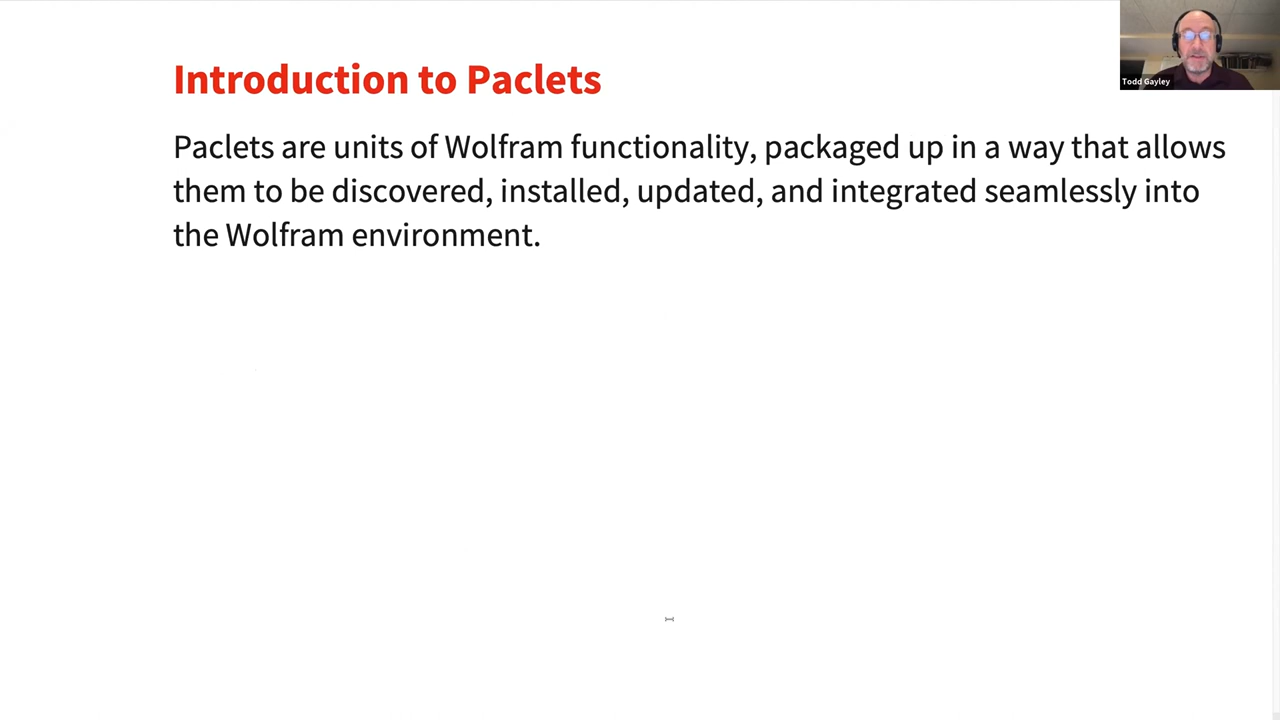 Introduction to Paclets
Paclets are units of Wolfram functionality, packaged up in a way that allows
them to be discovered, installed, updated, and integrated seamlessly into
the Wolfram environment.
Todd Gayley